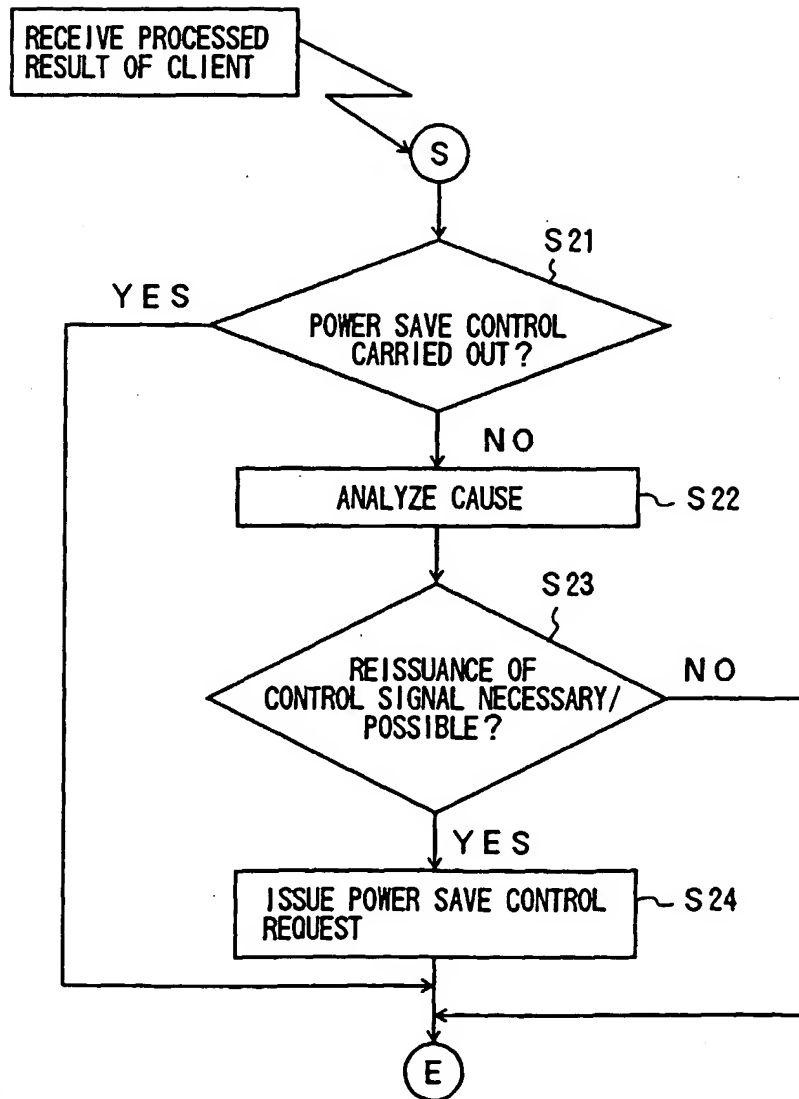 RECEIVE PROCESSED
RESULT OF CLIENT
S
S21
YES
POWER SAVE CONTROL
CARRIED OUT?
NO
ANALYZE CAUSE
S22
S23
REISSUANCE OF
CONTROL SIGNAL NECESSARY/
POSSIBLE?
NO
YES
ISSUE POWER SAVE CONTROL
REQUEST
S24
E